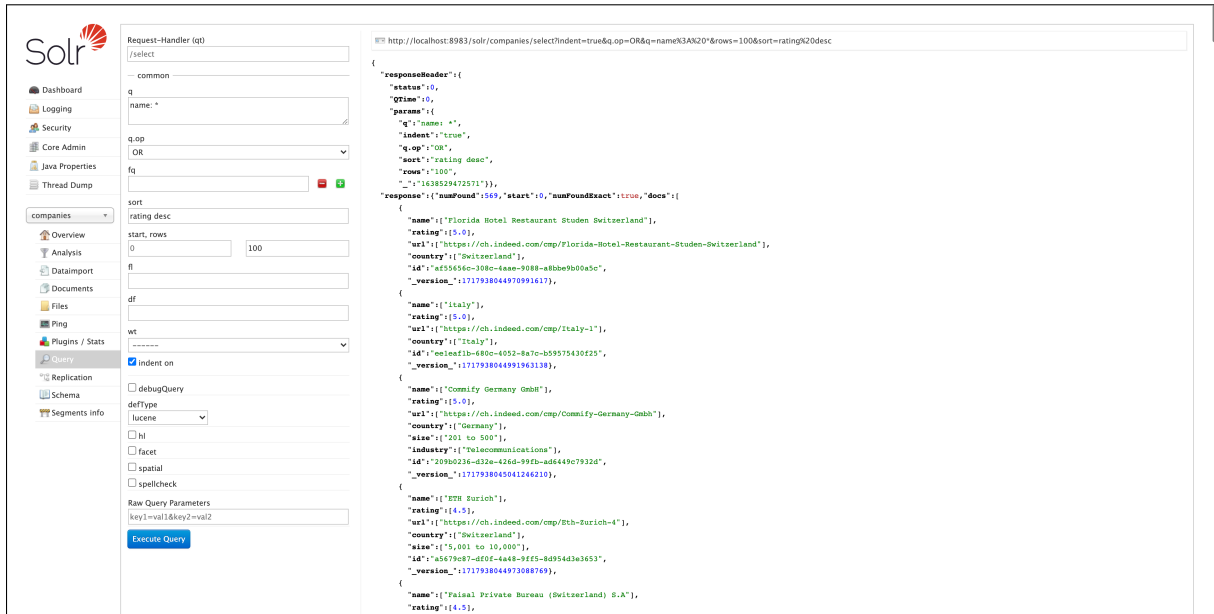 Solr
Dashboard
Logging
Security
Core Admin
Java Properties
Thread Dump
companies
Overview
Analysis
Dataimport
Documents
Files
Ping
Plugins / Stats
Query
Replication
Schema
Segments info
Request-Handler (qt)
/select
common
q
name: *
q.op
OR
fq
sort
rating desc
start, rows
0 100
fl
df
wt
------
indent on
debugQuery
defType
lucene
hl
facet
spatial
spellcheck
Raw Query Parameters
key1=val1&key2=val2
Execute Query
http://localhost:8983/solr/companies/select?indent=true&q.op=OR&q=name%3A%20*&rows=100&sort=rating%20desc
{
"responseHeader":{
"status":0,
"QTime":0,
"params":{
"q":"name: *",
"indent":"true",
"q.op":"OR",
"sort":"rating desc",
"rows":"100",
"_":"1638529472571"}},
"response":{"numFound":569,"start":0,"numFoundExact":true,"docs":[
{
"name":["Florida Hotel Restaurant Studen Switzerland"],
"rating":[5.0],
"url":["https://ch.indeed.com/cmp/Florida-Hotel-Restaurant-Studen-Switzerland"],
"country":["Switzerland"],
"id":"af55656c-308c-4aae-9088-a8bbe9b00a5c",
"_version_":1717938044970991617},
{
"name":["italy"],
"rating":[5.0],
"url":["https://ch.indeed.com/cmp/Italy-1"],
"country":["Italy"],
"id":"ee1eaf1b-680c-4052-8a7c-b59575430f25",
"_version_":1717938044991963138},
{
"name":["Commify Germany GmbH"],
"rating":[5.0],
"url":["https://ch.indeed.com/cmp/Commify-Germany-Gmbh"],
"country":["Germany"],
"size":["201 to 500"],
"industry":["Telecommunications"],
"id":"209b0236-d32e-426d-99fb-ad6449c7932d",
"_version_":1717938045041246210},
{
"name":["ETH Zurich"],
"rating":[4.5],
"url":["https://ch.indeed.com/cmp/Eth-Zurich-4"],
"country":["Switzerland"],
"size":["5,001 to 10,000"],
"id":"a5679c87-df0f-4a48-9ff5-8d954d3e3653",
"_version_":1717938044973088769},
{
"name":["Faisal Private Bureau (Switzerland) S.A"],
"rating":[4.5],